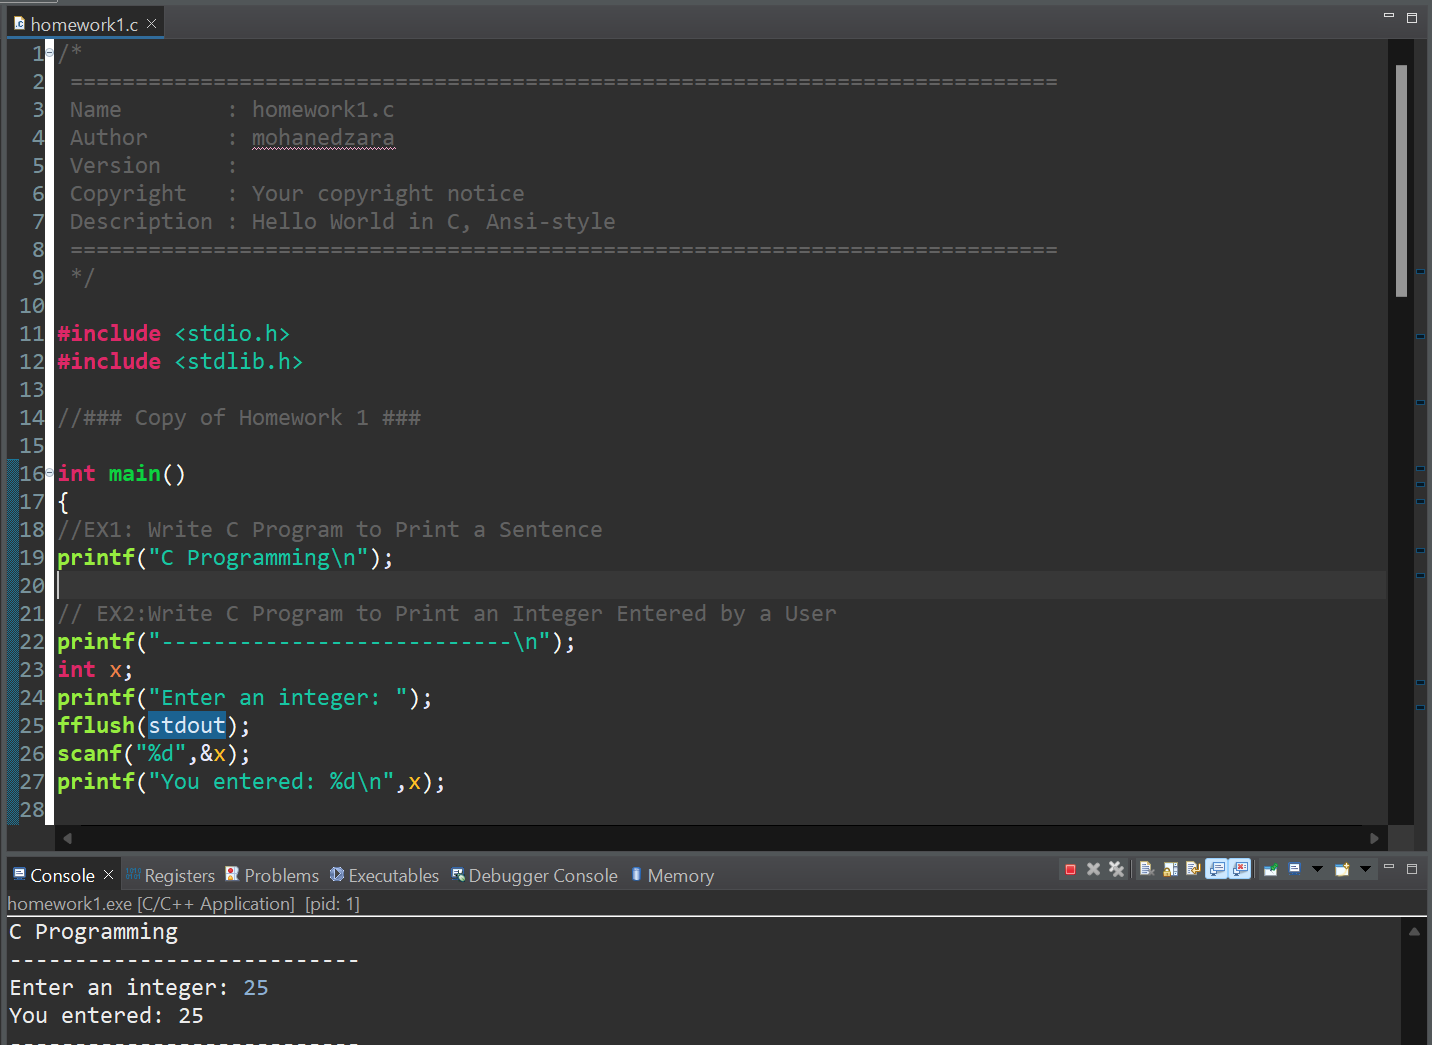 homework1.c
1 /*
2 ============================================================================
3 Name        : homework1.c
4 Author      : mohanedzara
5 Version     :
6 Copyright   : Your copyright notice
7 Description : Hello World in C, Ansi-style
8 ============================================================================
9 */
10
11 #include <stdio.h>
12 #include <stdlib.h>
13
14 //### Copy of Homework 1 ###
15
16 int main()
17 {
18 //EX1: Write C Program to Print a Sentence
19 printf("C Programming\n");
20
21 // EX2:Write C Program to Print an Integer Entered by a User
22 printf("---------------------------\n");
23 int x;
24 printf("Enter an integer: ");
25 fflush(stdout);
26 scanf("%d",&x);
27 printf("You entered: %d\n",x);
28
Console Registers Problems Executables Debugger Console Memory
homework1.exe [C/C++ Application] [pid: 1]
C Programming
---------------------------
Enter an integer: 25
You entered: 25
---------------------------